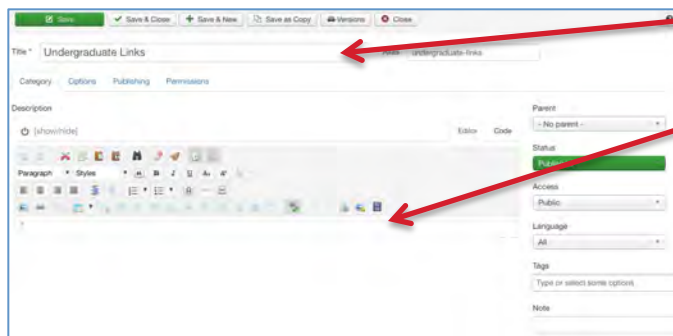 Save Save & Close Save & New Save as Copy Versions Close
Title * Undergraduate Links Alias undergraduate-links
Category Options Publishing Permissions
Description
[show/hide] Editor Code
Paragraph Styles
Parent
- No parent -
Status
Published
Access
Public
Language
All
Tags
Type or select some options
Note